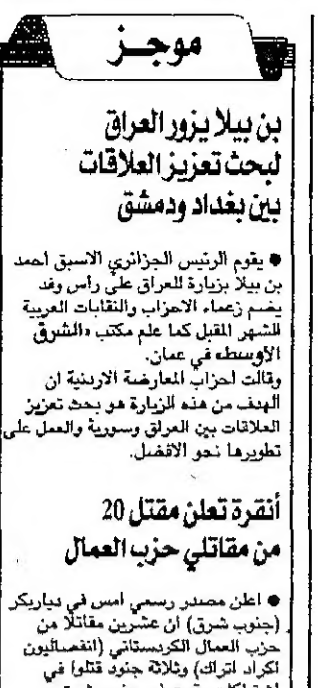 موجـــز
بن بيلا يزور العراق
لبحث تعزيز العلاقات
بين بغداد ودمشق
● يقوم الرئيس الجزائري الاسبق احمد
بن بيلا بزيارة للعراق على رأس وفد
يضم زعماء الاحزاب والنقابات العربية
الشهر المقبل كما علم مكتب «الشرق
الأوسط» في عمان.
وقالت احزاب المعارضة الاردنية ان
الهدف من هذه الزيارة هو بحث تعزيز
العلاقات بين العراق وسورية والعمل على
تطويرها نحو الافضل.
أنقرة تعلن مقتل 20
من مقاتلي حزب العمال
● اعلن مصدر رسمي أمس في دياربكر
(جنوب شرق) ان عشرين مقاتلا من
حزب العمال الكردستاني (انفصاليون
اكراد اتراك) وثلاثة جنود قتلوا في